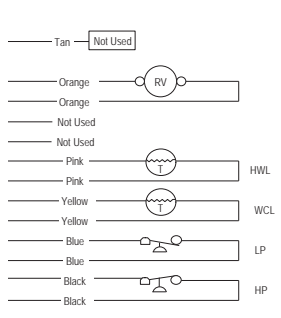 Tan Not Used
Orange RV
Orange
Not Used
Not Used
Pink T
HWL
Pink
Yellow T
WCL
Yellow
Blue
LP
Blue
Black
HP
Black